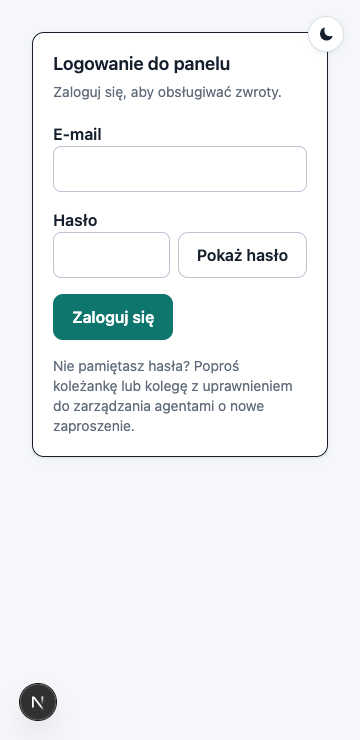 Logowanie do panelu
Zaloguj się, aby obsługiwać zwroty.
E-mail
Hasło
Pokaż hasło
Zaloguj się
Nie pamiętasz hasła? Poproś
koleżankę lub kolegę z uprawnieniem
do zarządzania agentami o nowe
zaproszenie.
N